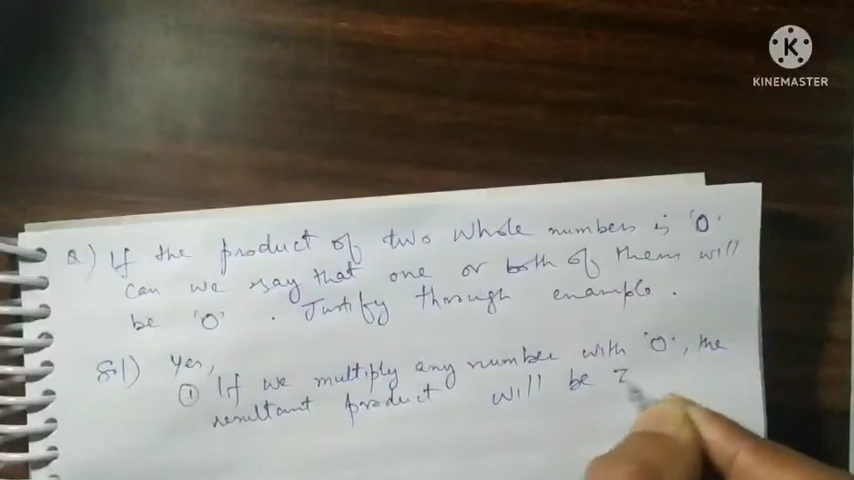 KINEMASTER
Q) If the product of two whole numbers is '0'
can we say that one or both of them will
be '0' . Justify through example .
Sol) Yes,
① If we multiply any number with '0', the
resultant product will be